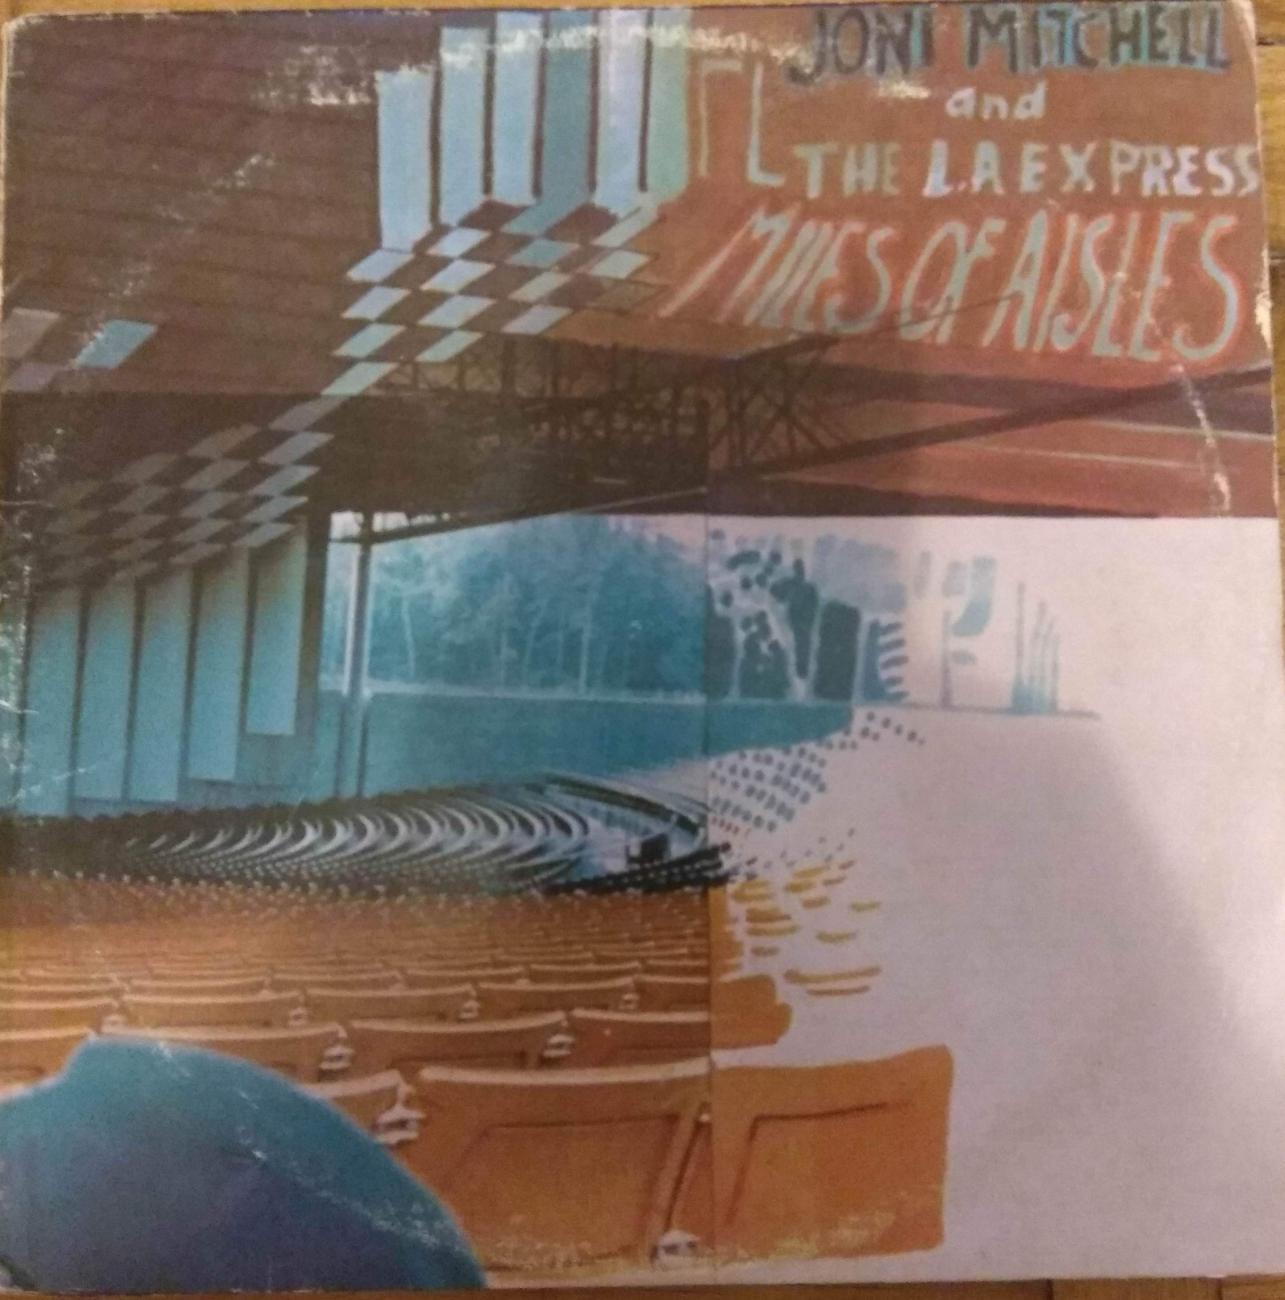 JONI MITCHELL
and
THE L.A EXPRESS
MILES OF AISLES